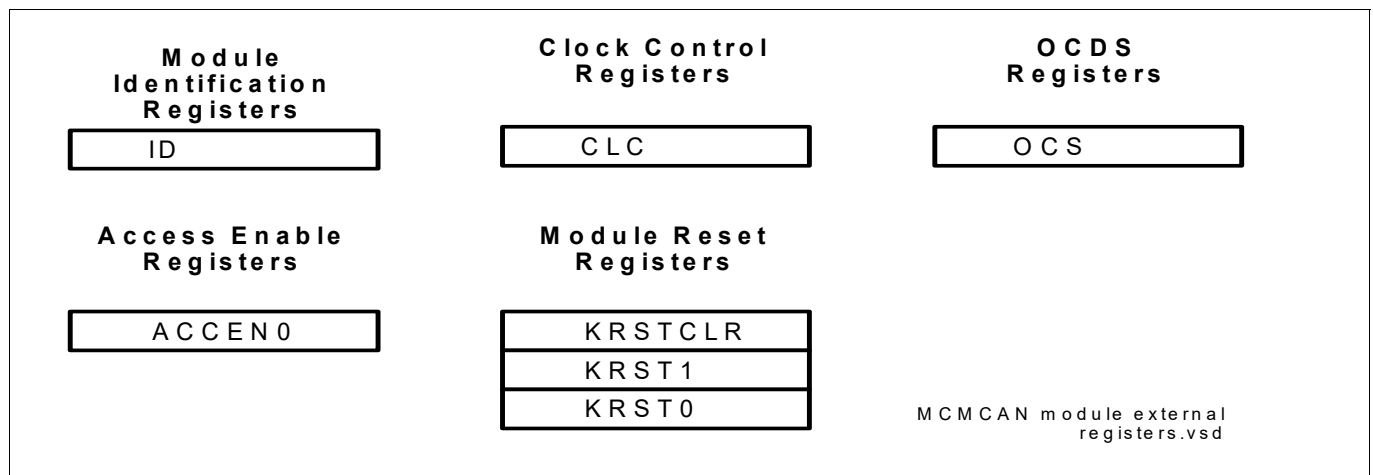 Module
Identification
Registers
ID
Clock Control
Registers
CLC
OCDS
Registers
OCS
Access Enable
Registers
ACCEN0
Module Reset
Registers
KRSTCLR
KRST1
KRST0
MCMCAN module external
registers.vsd